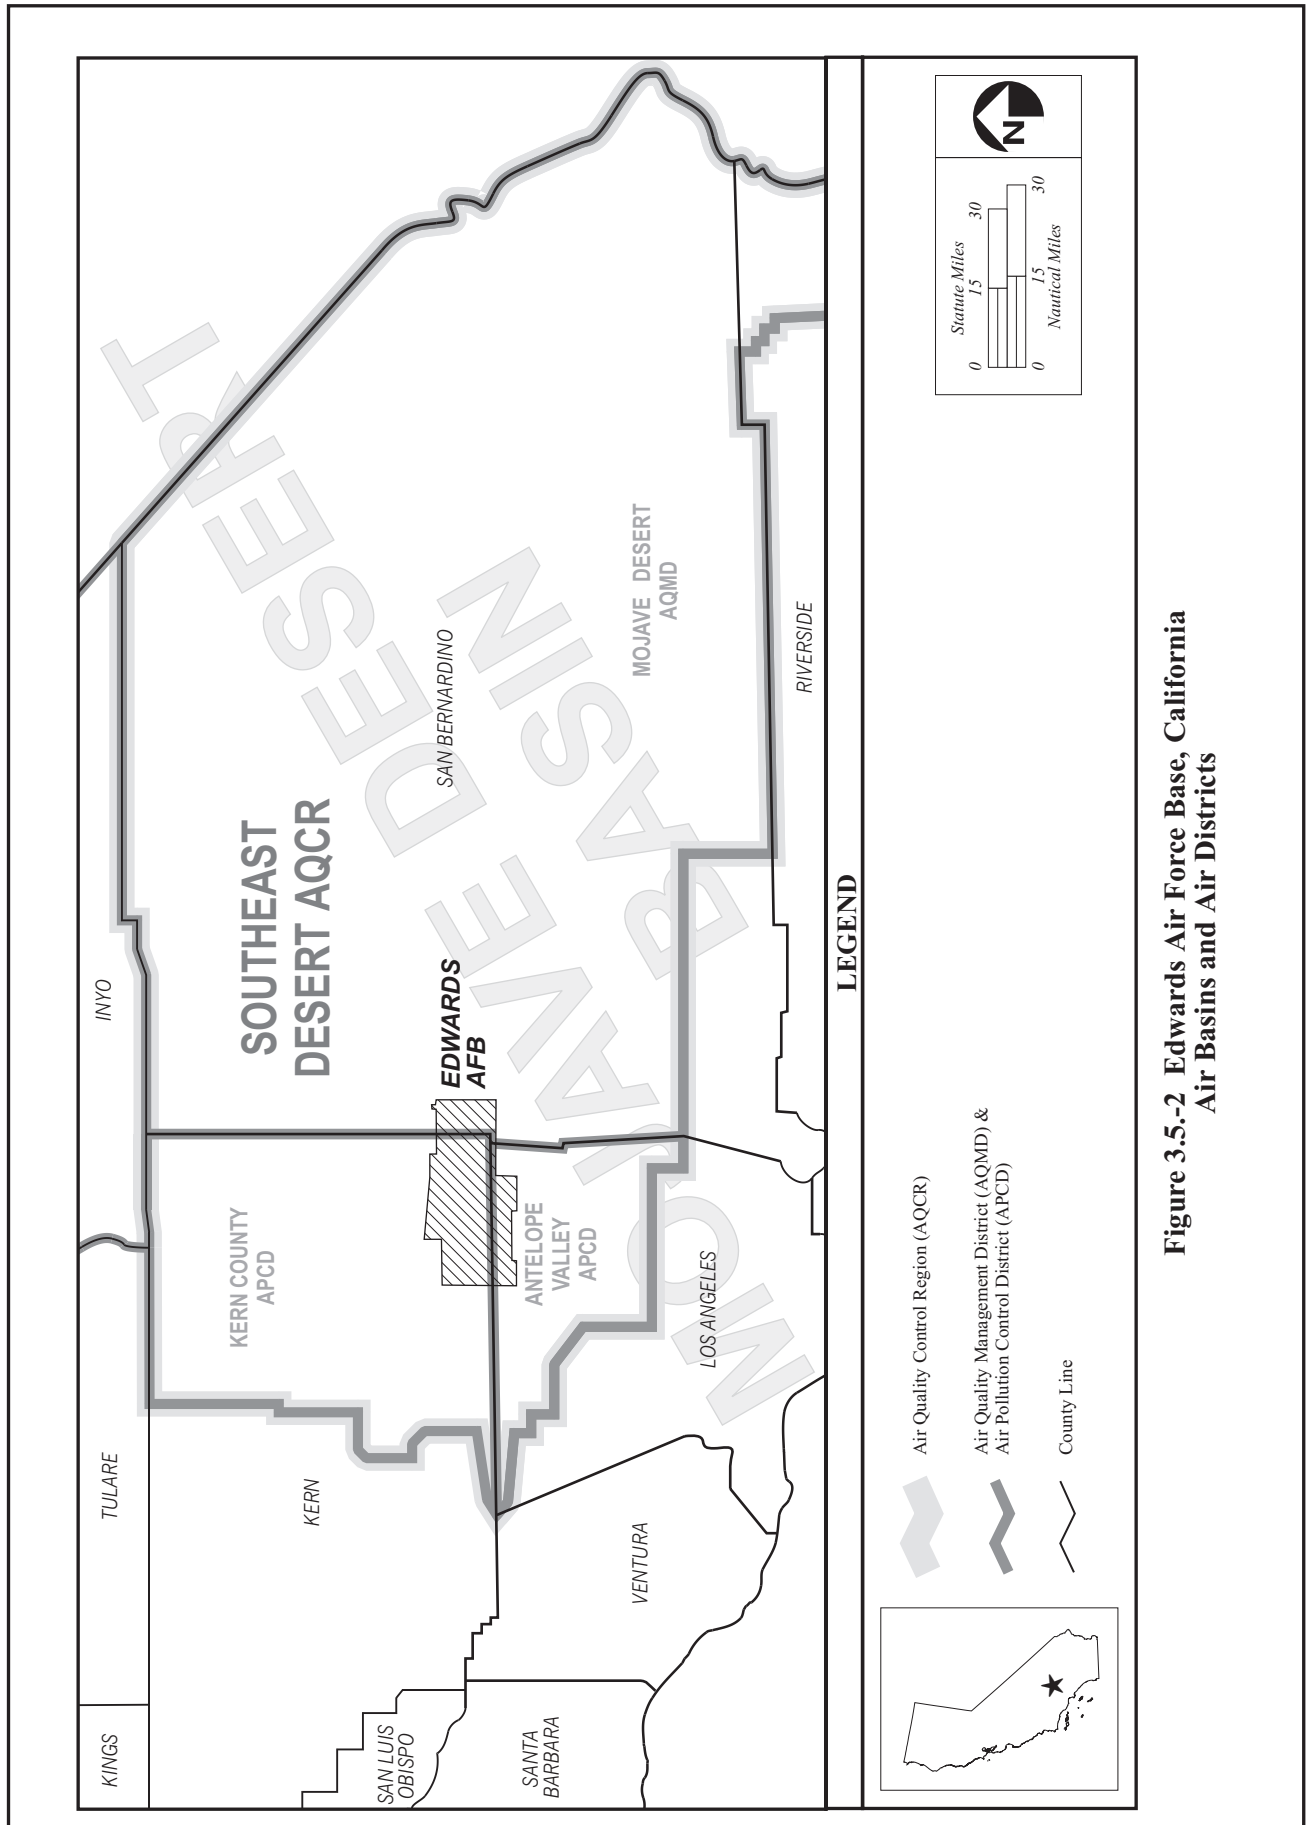 INYO
TULARE
KINGS
SOUTHEAST
DESERT AQCR
KERN COUNTY
APCD
KERN
SAN BERNARDINO
EDWARDS
AFB
MOJAVE DESERT
BASIN
SAN LUIS
OBISPO
SANTA
BARBARA
VENTURA
ANTELOPE
VALLEY
APCD
MOJAVE DESERT
AQMD
LOS ANGELES
RIVERSIDE
LEGEND
Air Quality Control Region (AQCR)
Air Quality Management District (AQMD) &
Air Pollution Control District (APCD)
County Line
Statute Miles
0 15 30
0 15 30
Nautical Miles
N
Figure 3.5.-2 Edwards Air Force Base, California
Air Basins and Air Districts